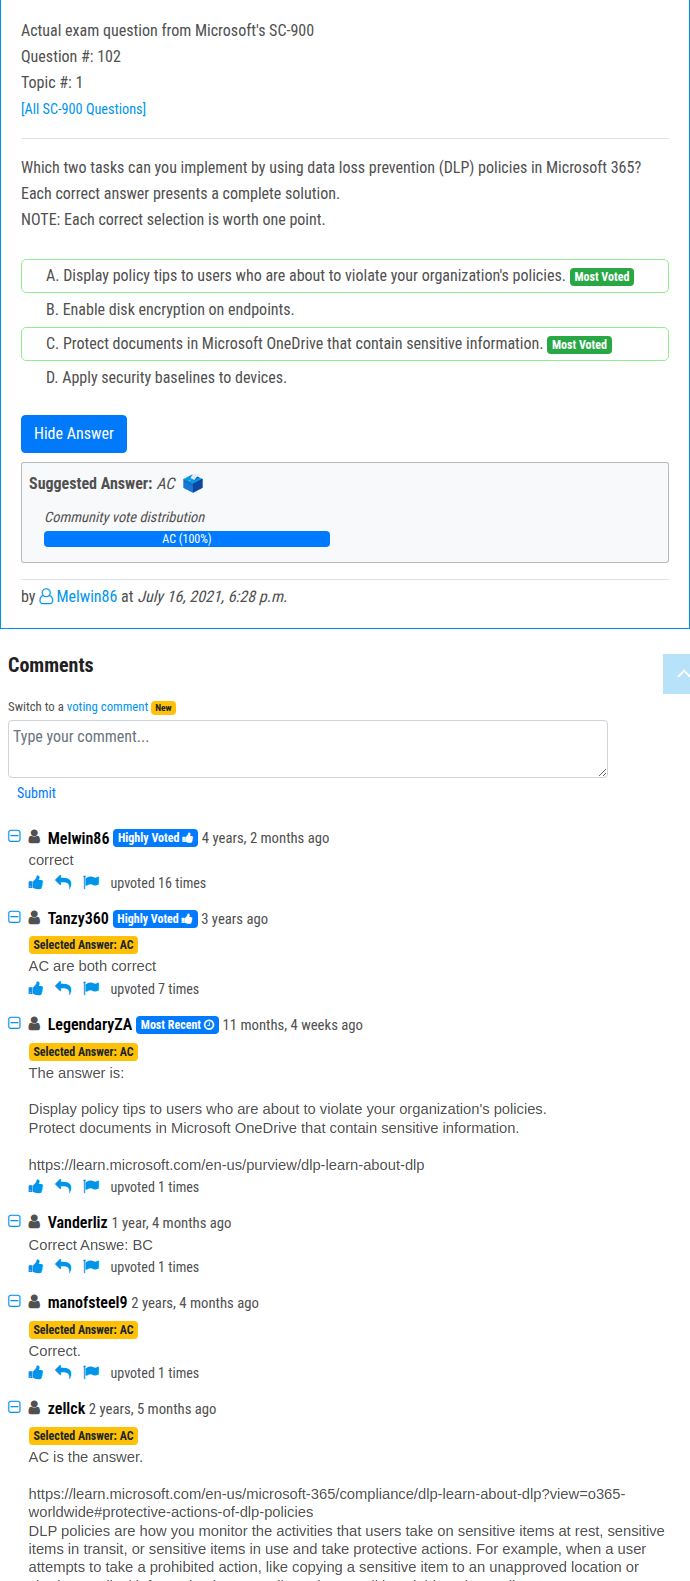 Actual exam question from Microsoft's SC-900
Question #: 102
Topic #: 1
[All SC-900 Questions]
Which two tasks can you implement by using data loss prevention (DLP) policies in Microsoft 365?
Each correct answer presents a complete solution.
NOTE: Each correct selection is worth one point.
A. Display policy tips to users who are about to violate your organization's policies. Most Voted
B. Enable disk encryption on endpoints.
C. Protect documents in Microsoft OneDrive that contain sensitive information. Most Voted
D. Apply security baselines to devices.
Hide Answer
Suggested Answer: AC
Community vote distribution
AC (100%)
by Melwin86 at July 16, 2021, 6:28 p.m.
Comments
Switch to a voting comment New
Type your comment...
Submit
Melwin86 Highly Voted 4 years, 2 months ago
correct
upvoted 16 times
Tanzy360 Highly Voted 3 years ago
Selected Answer: AC
AC are both correct
upvoted 7 times
LegendaryZA Most Recent 11 months, 4 weeks ago
Selected Answer: AC
The answer is:
Display policy tips to users who are about to violate your organization's policies.
Protect documents in Microsoft OneDrive that contain sensitive information.
https://learn.microsoft.com/en-us/purview/dlp-learn-about-dlp
upvoted 1 times
Vanderliz 1 year, 4 months ago
Correct Answe: BC
upvoted 1 times
manofsteel9 2 years, 4 months ago
Selected Answer: AC
Correct.
upvoted 1 times
zellck 2 years, 5 months ago
Selected Answer: AC
AC is the answer.
https://learn.microsoft.com/en-us/microsoft-365/compliance/dlp-learn-about-dlp?view=o365-
worldwide#protective-actions-of-dlp-policies
DLP policies are how you monitor the activities that users take on sensitive items at rest, sensitive
items in transit, or sensitive items in use and take protective actions. For example, when a user
attempts to take a prohibited action, like copying a sensitive item to an unapproved location or